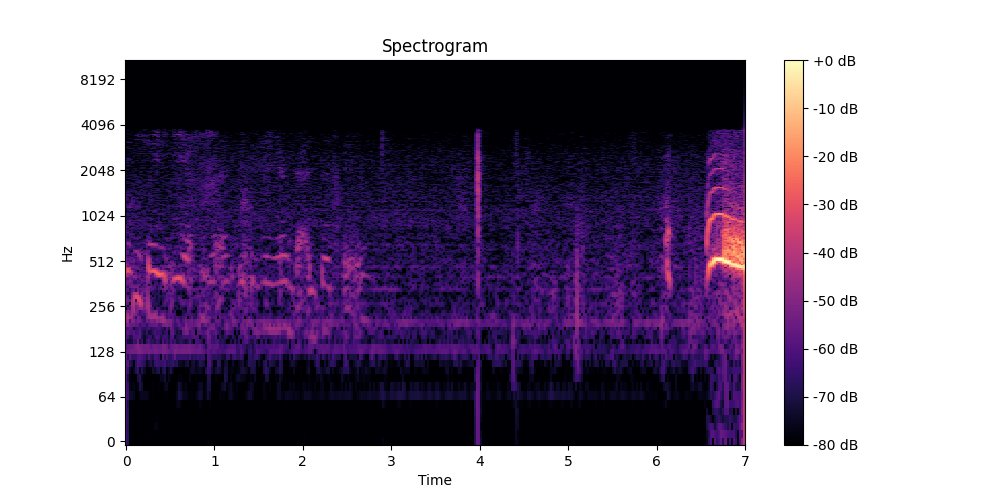 Spectrogram
8192
4096
2048
1024
512
256
128
64
0
Hz
0 1 2 3 4 5 6 7
Time
+0 dB
-10 dB
-20 dB
-30 dB
-40 dB
-50 dB
-60 dB
-70 dB
-80 dB